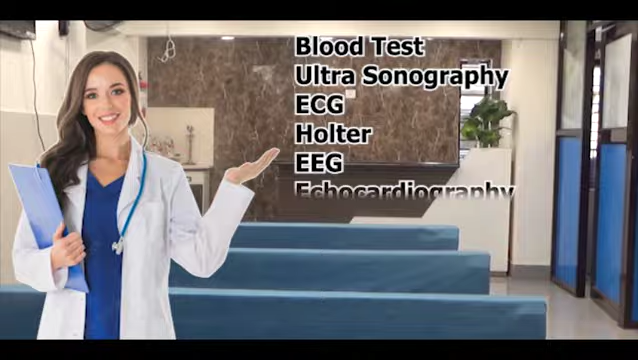 Blood Test
Ultra Sonography
ECG
Holter
EEG
Echocardiography